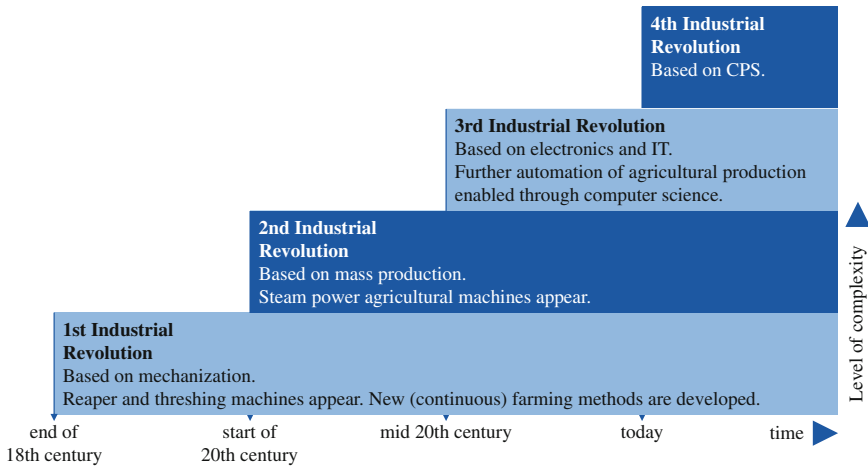 4th Industrial
Revolution
Based on CPS.
3rd Industrial Revolution
Based on electronics and IT.
Further automation of agricultural production
enabled through computer science.
2nd Industrial
Revolution
Based on mass production.
Steam power agricultural machines appear.
1st Industrial
Revolution
Based on mechanization.
Reaper and threshing machines appear. New (continuous) farming methods are developed.
Level of complexity
end of
18th century
start of
20th century
mid 20th century
today
time